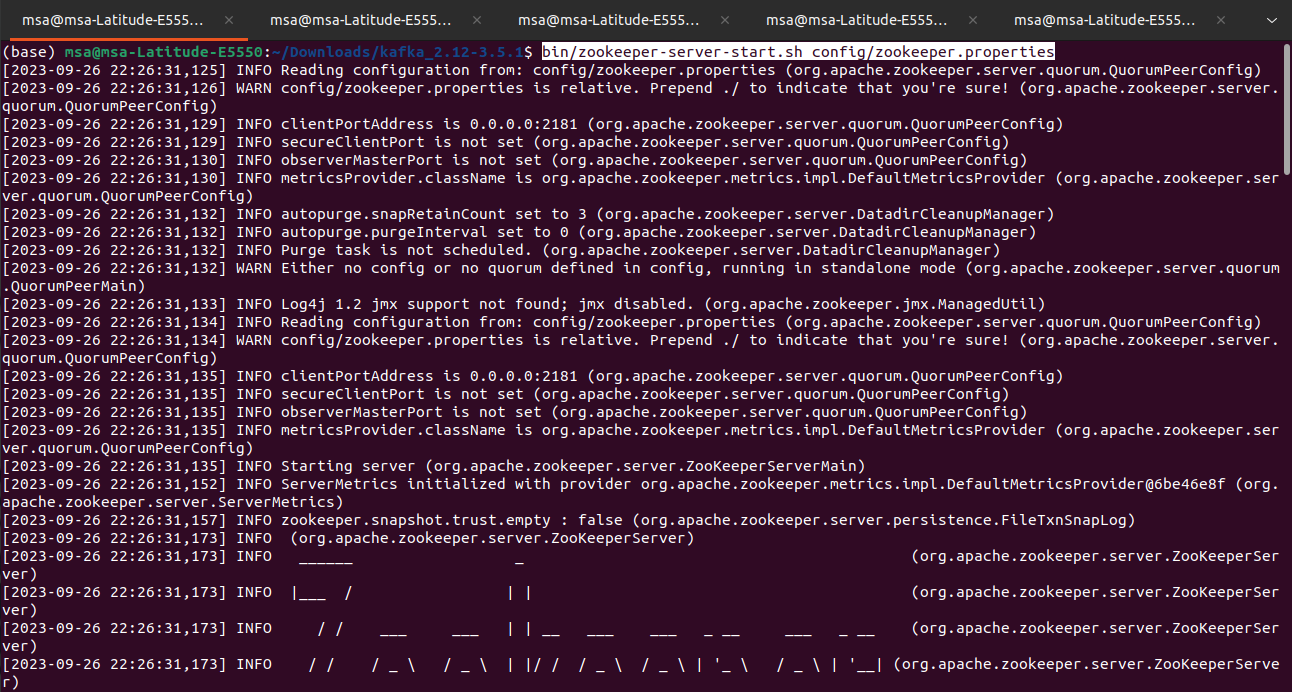 msa@msa-Latitude-E555... × msa@msa-Latitude-E555... × msa@msa-Latitude-E555... × msa@msa-Latitude-E555... × msa@msa-Latitude-E555... ×
(base) msa@msa-Latitude-E5550:~/Downloads/kafka_2.12-3.5.1$ bin/zookeeper-server-start.sh config/zookeeper.properties
[2023-09-26 22:26:31,125] INFO Reading configuration from: config/zookeeper.properties (org.apache.zookeeper.server.quorum.QuorumPeerConfig)
[2023-09-26 22:26:31,126] WARN config/zookeeper.properties is relative. Prepend ./ to indicate that you're sure! (org.apache.zookeeper.server.
quorum.QuorumPeerConfig)
[2023-09-26 22:26:31,129] INFO clientPortAddress is 0.0.0.0:2181 (org.apache.zookeeper.server.quorum.QuorumPeerConfig)
[2023-09-26 22:26:31,129] INFO secureClientPort is not set (org.apache.zookeeper.server.quorum.QuorumPeerConfig)
[2023-09-26 22:26:31,130] INFO observerMasterPort is not set (org.apache.zookeeper.server.quorum.QuorumPeerConfig)
[2023-09-26 22:26:31,130] INFO metricsProvider.className is org.apache.zookeeper.metrics.impl.DefaultMetricsProvider (org.apache.zookeeper.ser
ver.quorum.QuorumPeerConfig)
[2023-09-26 22:26:31,132] INFO autopurge.snapRetainCount set to 3 (org.apache.zookeeper.server.DatadirCleanupManager)
[2023-09-26 22:26:31,132] INFO autopurge.purgeInterval set to 0 (org.apache.zookeeper.server.DatadirCleanupManager)
[2023-09-26 22:26:31,132] INFO Purge task is not scheduled. (org.apache.zookeeper.server.DatadirCleanupManager)
[2023-09-26 22:26:31,132] WARN Either no config or no quorum defined in config, running in standalone mode (org.apache.zookeeper.server.quorum
.QuorumPeerMain)
[2023-09-26 22:26:31,133] INFO Log4j 1.2 jmx support not found; jmx disabled. (org.apache.zookeeper.jmx.ManagedUtil)
[2023-09-26 22:26:31,134] INFO Reading configuration from: config/zookeeper.properties (org.apache.zookeeper.server.quorum.QuorumPeerConfig)
[2023-09-26 22:26:31,134] WARN config/zookeeper.properties is relative. Prepend ./ to indicate that you're sure! (org.apache.zookeeper.server.
quorum.QuorumPeerConfig)
[2023-09-26 22:26:31,135] INFO clientPortAddress is 0.0.0.0:2181 (org.apache.zookeeper.server.quorum.QuorumPeerConfig)
[2023-09-26 22:26:31,135] INFO secureClientPort is not set (org.apache.zookeeper.server.quorum.QuorumPeerConfig)
[2023-09-26 22:26:31,135] INFO observerMasterPort is not set (org.apache.zookeeper.server.quorum.QuorumPeerConfig)
[2023-09-26 22:26:31,135] INFO metricsProvider.className is org.apache.zookeeper.metrics.impl.DefaultMetricsProvider (org.apache.zookeeper.ser
ver.quorum.QuorumPeerConfig)
[2023-09-26 22:26:31,135] INFO Starting server (org.apache.zookeeper.server.ZooKeeperServerMain)
[2023-09-26 22:26:31,152] INFO ServerMetrics initialized with provider org.apache.zookeeper.metrics.impl.DefaultMetricsProvider@6be46e8f (org.
apache.zookeeper.server.ServerMetrics)
[2023-09-26 22:26:31,157] INFO zookeeper.snapshot.trust.empty : false (org.apache.zookeeper.server.persistence.FileTxnSnapLog)
[2023-09-26 22:26:31,173] INFO  (org.apache.zookeeper.server.ZooKeeperServer)
[2023-09-26 22:26:31,173] INFO   ______                  _                                           (org.apache.zookeeper.server.ZooKeeperSer
ver)
[2023-09-26 22:26:31,173] INFO  |___  /                 | |                                          (org.apache.zookeeper.server.ZooKeeperSer
ver)
[2023-09-26 22:26:31,173] INFO     / /    ___     ___   | | __   ___    ___   _ __     ___   _ __    (org.apache.zookeeper.server.ZooKeeperSer
ver)
[2023-09-26 22:26:31,173] INFO    / /    / _ \   / _ \  | |/ /  / _ \  / _ \ | '_ \   / _ \ | '__| (org.apache.zookeeper.server.ZooKeeperServe
r)